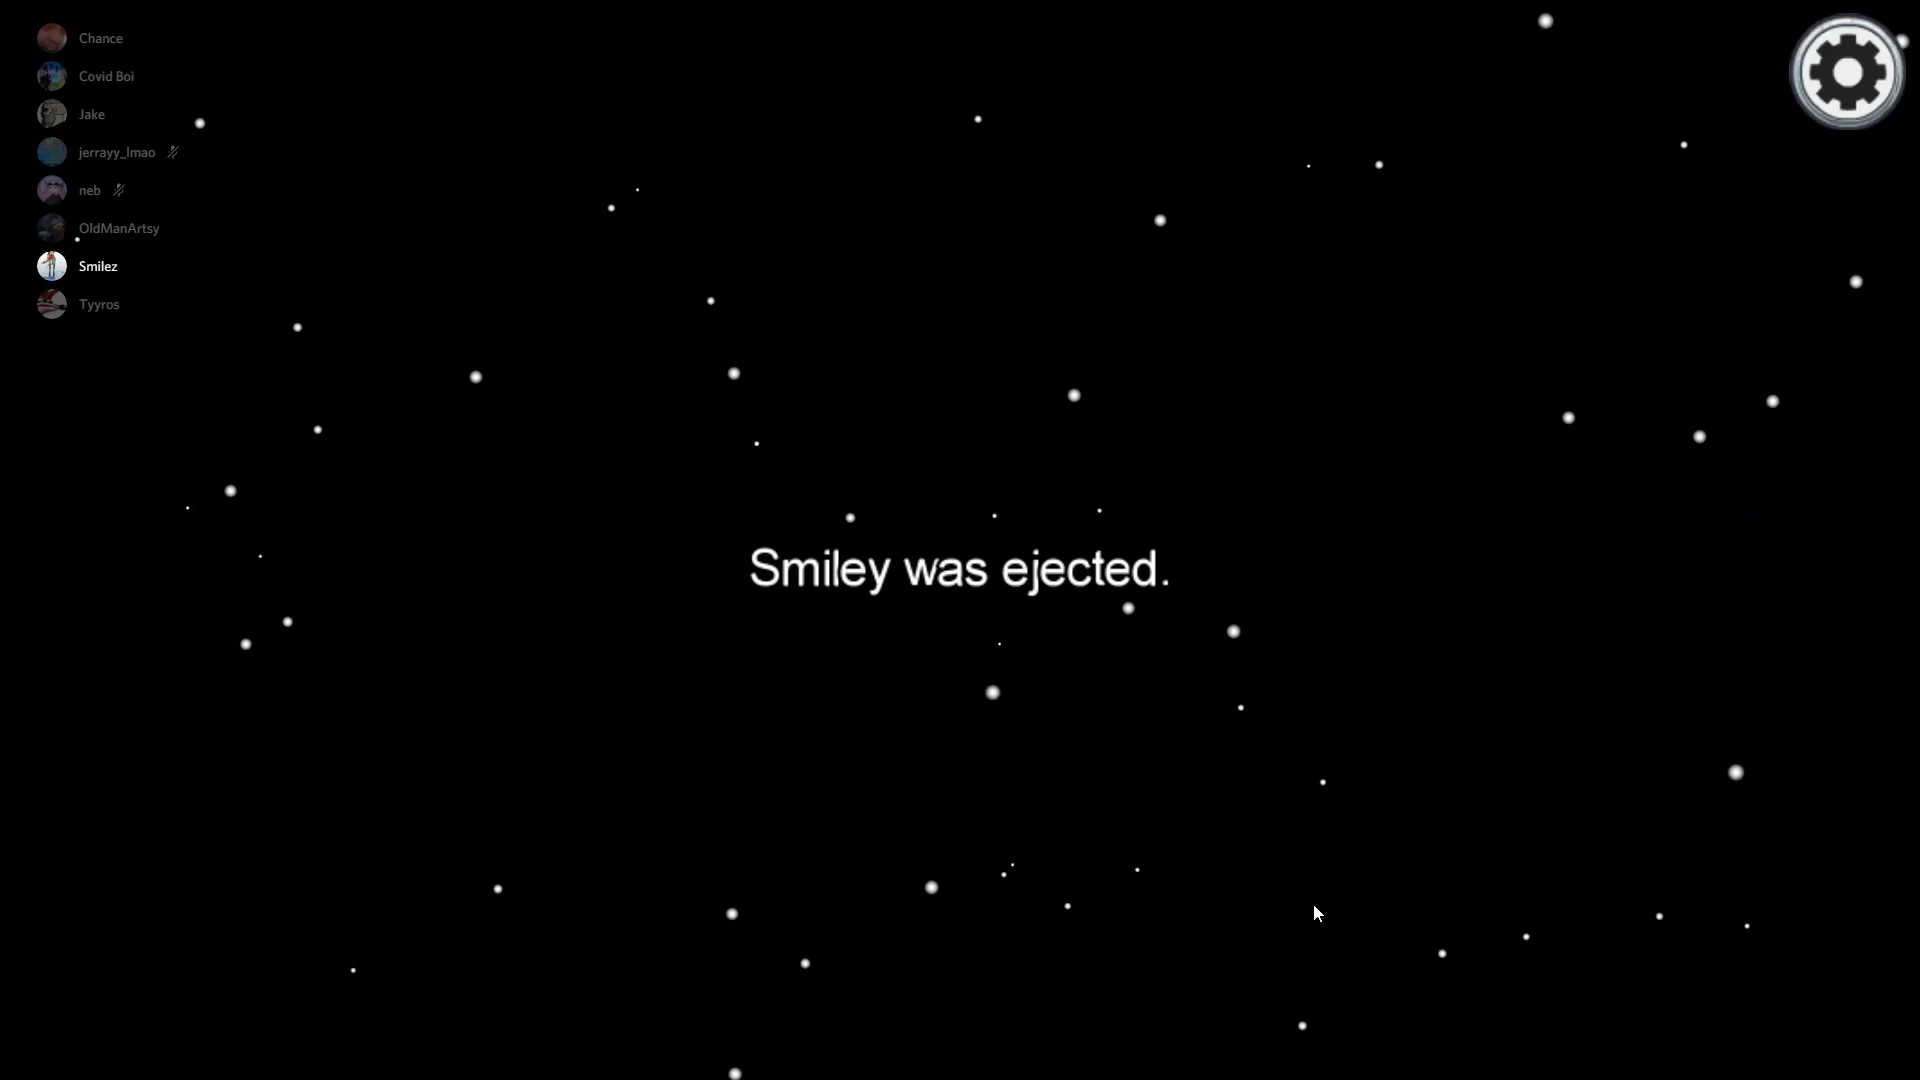 Chance
Covid Boi
Jake
jerrayy_lmao
neb
OldManArtsy
Smilez
Tyyros
Smiley was ejected.